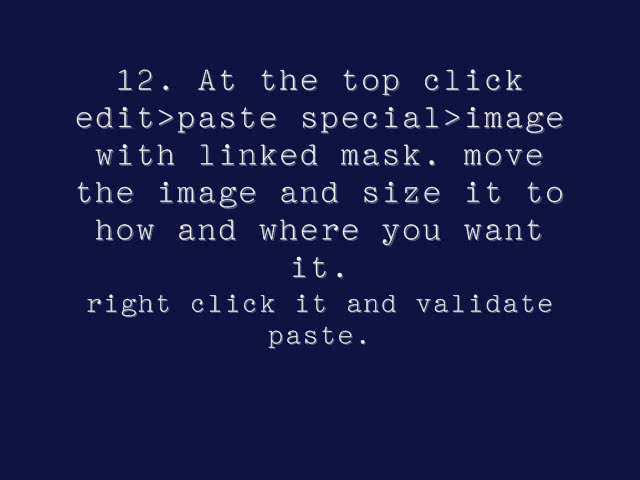 12. At the top click
edit>paste special>image
with linked mask. move
the image and size it to
how and where you want
it.
right click it and validate
paste.